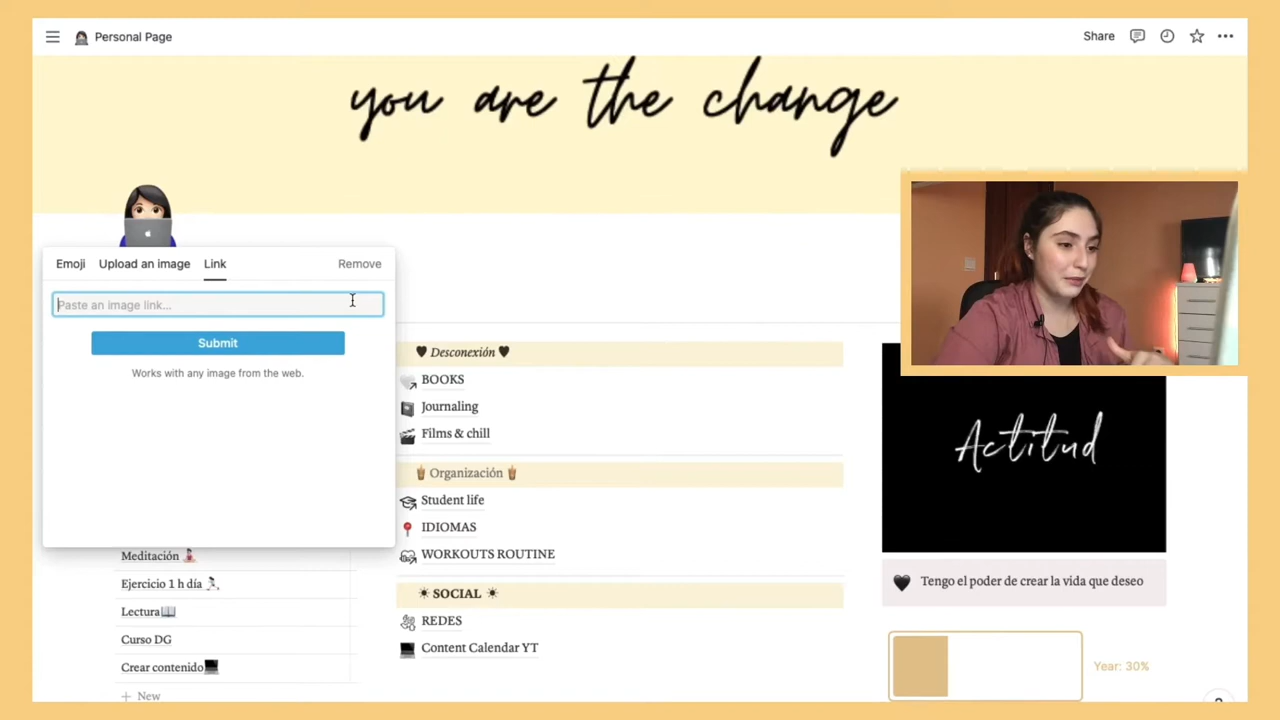 Personal Page
Share
you are the change
Emoji Upload an image Link Remove
Paste an image link...
Submit
Works with any image from the web.
Meditación
Ejercicio 1 h día
Lectura
Curso DG
Crear contenido
+ New
♥ Desconexión ♥
BOOKS
Journaling
Films & chill
Organización
Student life
IDIOMAS
WORKOUTS ROUTINE
☀ SOCIAL ☀
REDES
Content Calendar YT
Actitud
Tengo el poder de crear la vida que deseo
Year: 30%